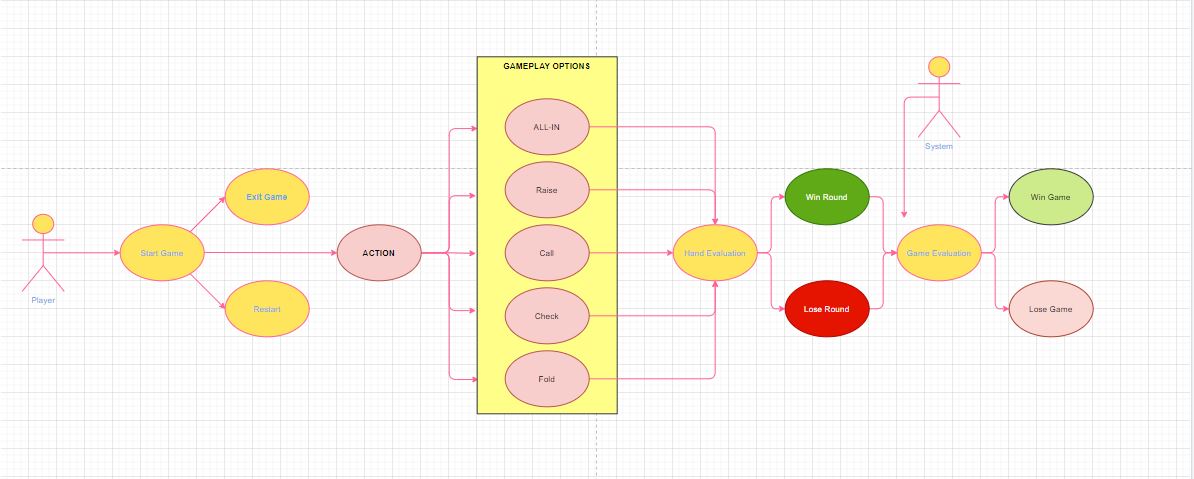 GAMEPLAY OPTIONS
ALL-IN
System
Exit Game
Raise
Win Round
Win Game
Player
Start Game
ACTION
Call
Hand Evaluation
Game Evaluation
Restart
Check
Lose Round
Lose Game
Fold